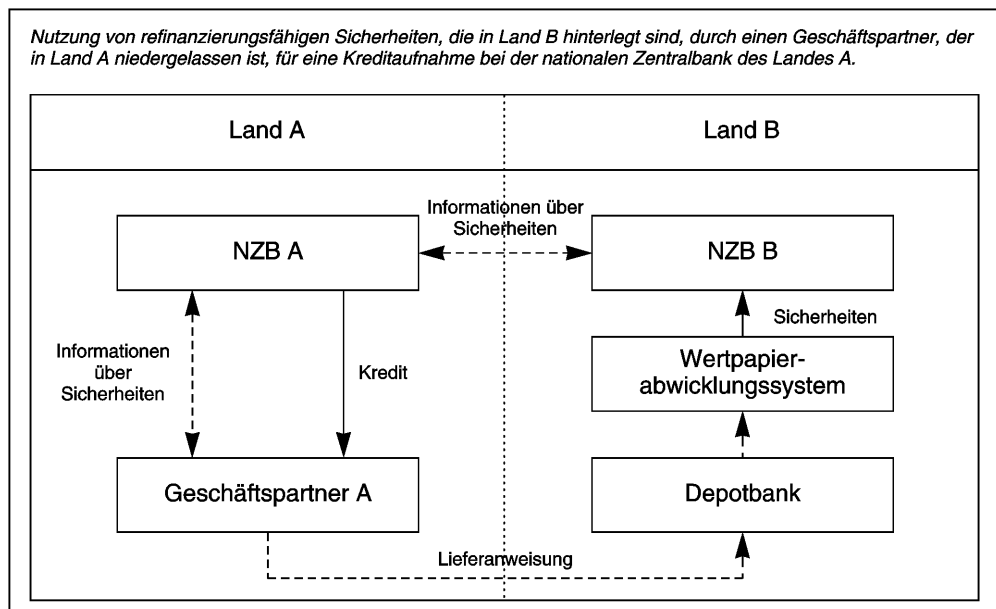 Nutzung von refinanzierungsfähigen Sicherheiten, die in Land B hinterlegt sind, durch einen Geschäftspartner, der
in Land A niedergelassen ist, für eine Kreditaufnahme bei der nationalen Zentralbank des Landes A.
Land A
Land B
Informationen über
Sicherheiten
NZB A
NZB B
Sicherheiten
Informationen
über
Sicherheiten
Kredit
Wertpapier-
abwicklungssystem
Geschäftspartner A
Depotbank
Lieferanweisung